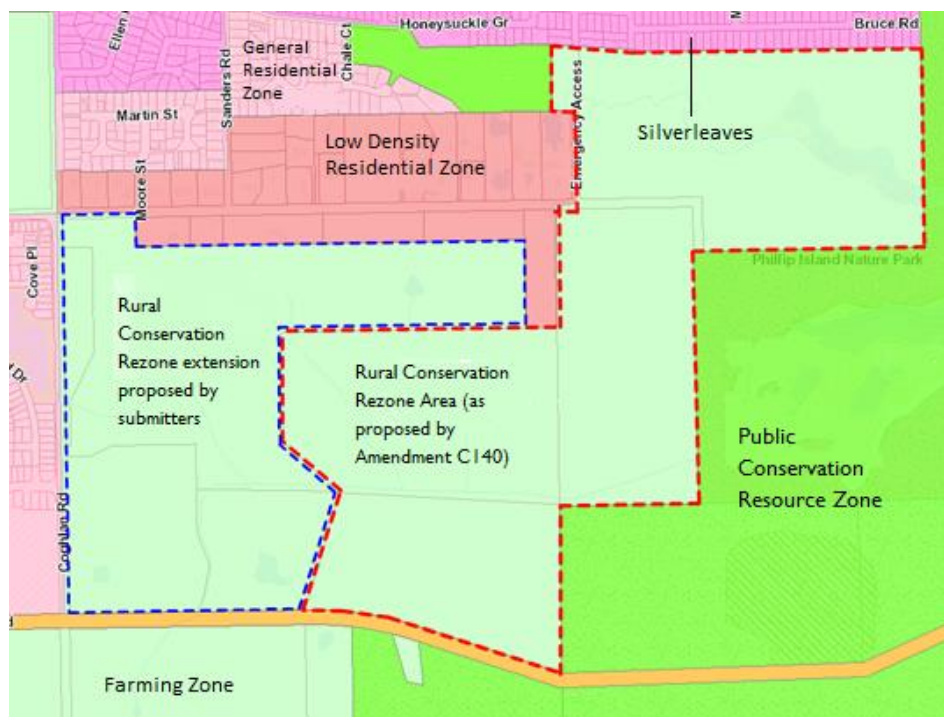 Honeysuckle Gr
Bruce Rd
Ellen
General
Residential
Zone
Sanders Rd
Chale Ct
Martin St
Emergency Access
Silverleaves
Low Density
Residential Zone
Moore St
Cove Pl
Phillip Island Nature Park
Rural
Conservation
Rezone extension
proposed by
submitters
Rural Conservation
Rezone Area (as
proposed by
Amendment C140)
Public
Conservation
Resource Zone
Coghlan Rd
Farming Zone